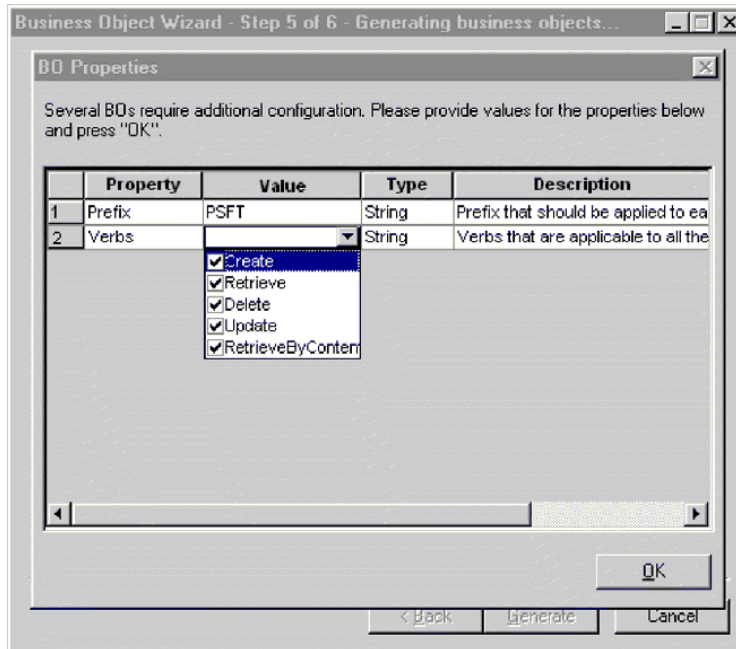 Business Object Wizard - Step 5 of 6 - Generating business objects...
BO Properties
Several BOs require additional configuration. Please provide values for the properties below
and press "OK".
Property Value Type Description
1 Prefix PSFT String Prefix that should be applied to ea
2 Verbs String Verbs that are applicable to all the
Create
Retrieve
Delete
Update
RetrieveByConten
OK
< Back Generate Cancel